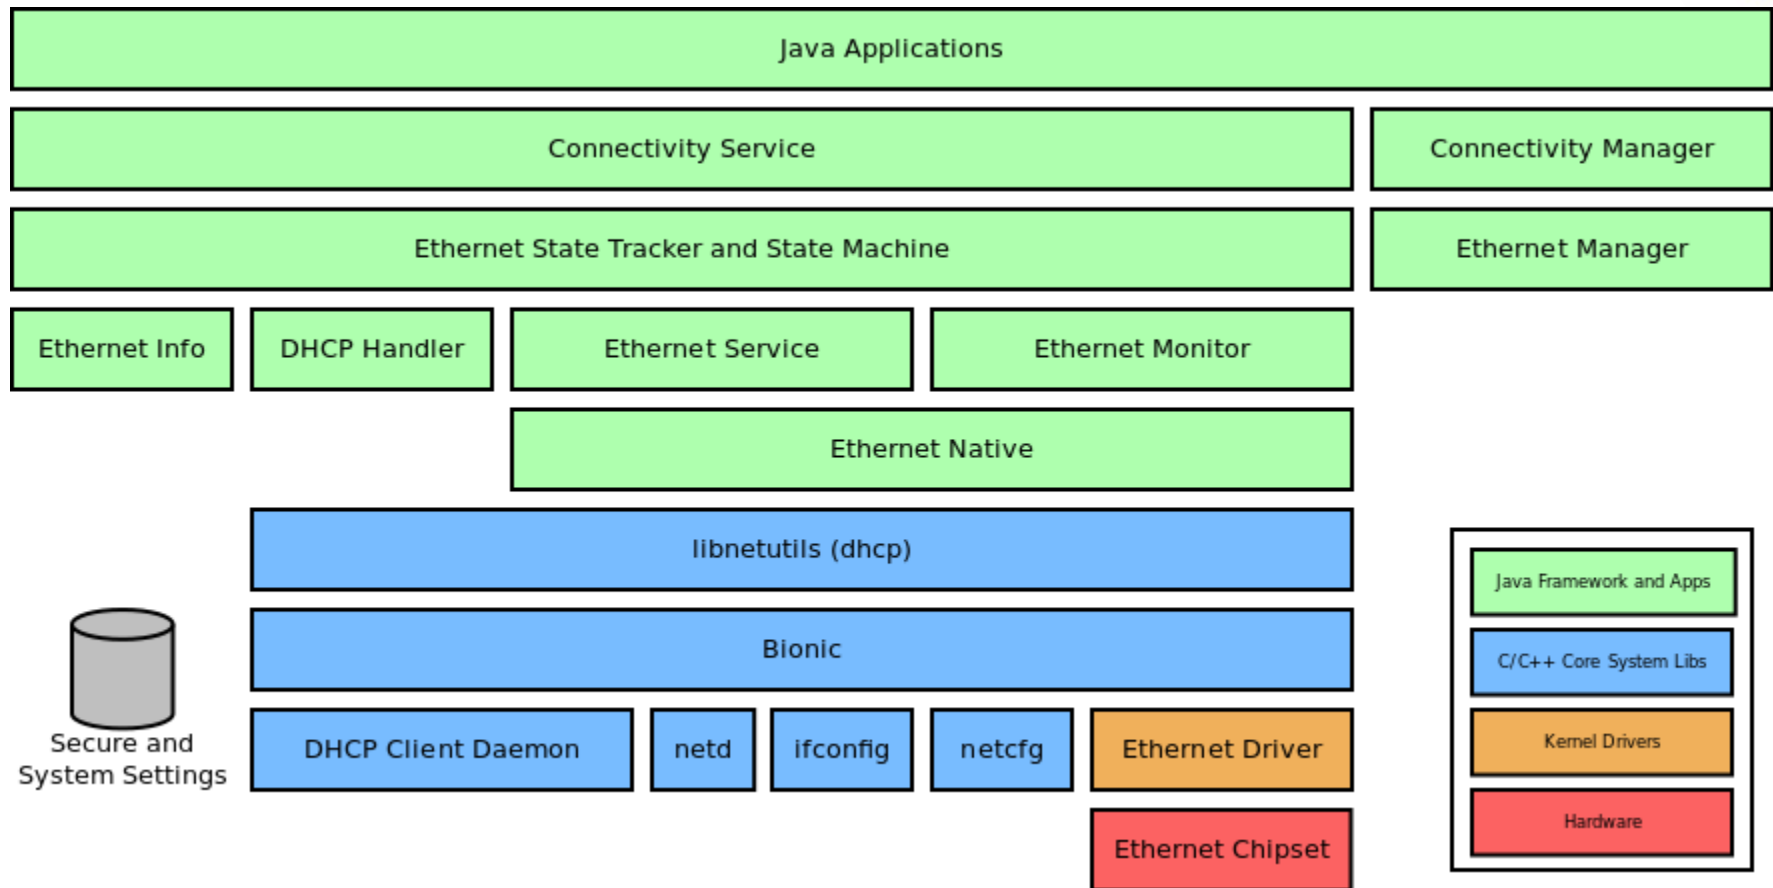 Java Applications
Connectivity Service
Connectivity Manager
Ethernet State Tracker and State Machine
Ethernet Manager
Ethernet Info
DHCP Handler
Ethernet Service
Ethernet Monitor
Ethernet Native
libnetutils (dhcp)
Bionic
Secure and
System Settings
DHCP Client Daemon
netd
ifconfig
netcfg
Ethernet Driver
Ethernet Chipset
Java Framework and Apps
C/C++ Core System Libs
Kernel Drivers
Hardware